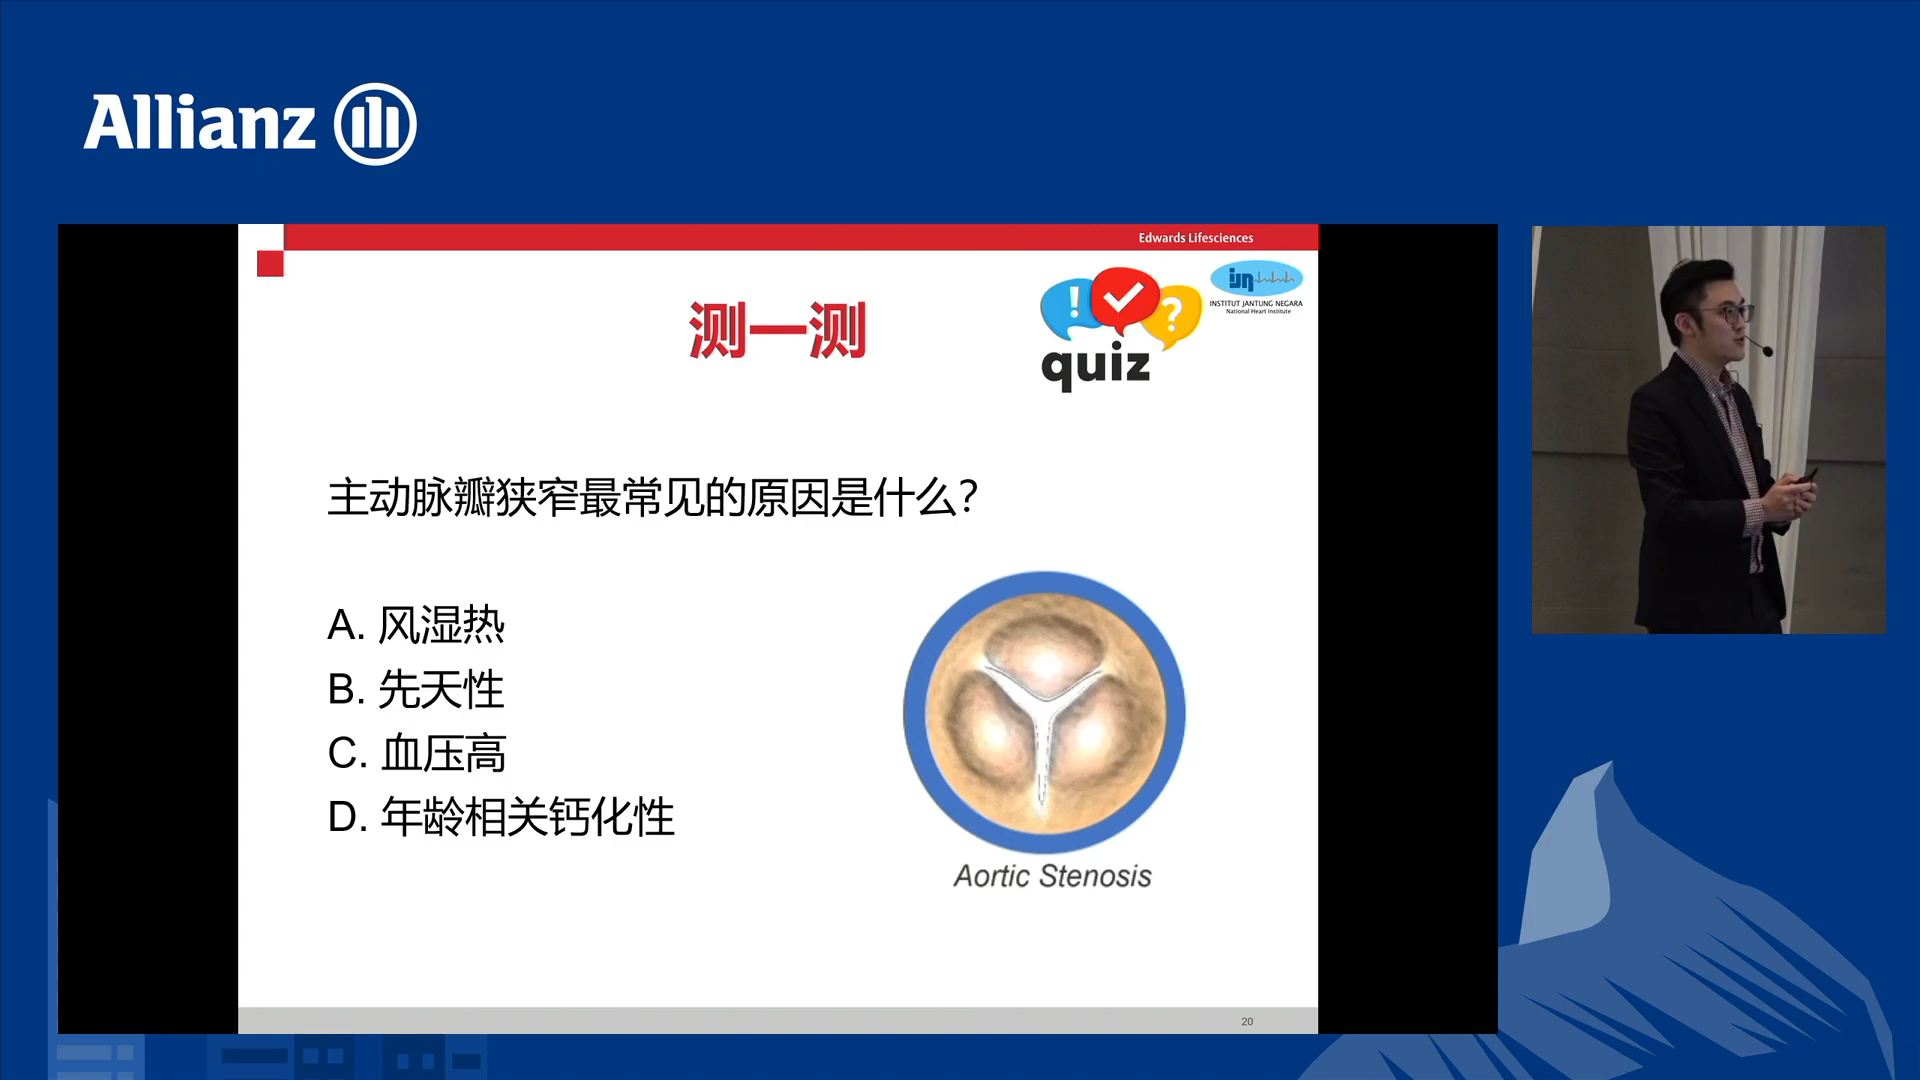 Allianz
Edwards Lifesciences
测一测
quiz
INSTITUT JANTUNG NEGARA
National Heart Institute
主动脉瓣狭窄最常见的原因是什么?
A. 风湿热
B. 先天性
C. 血压高
D. 年龄相关钙化性
Aortic Stenosis
20